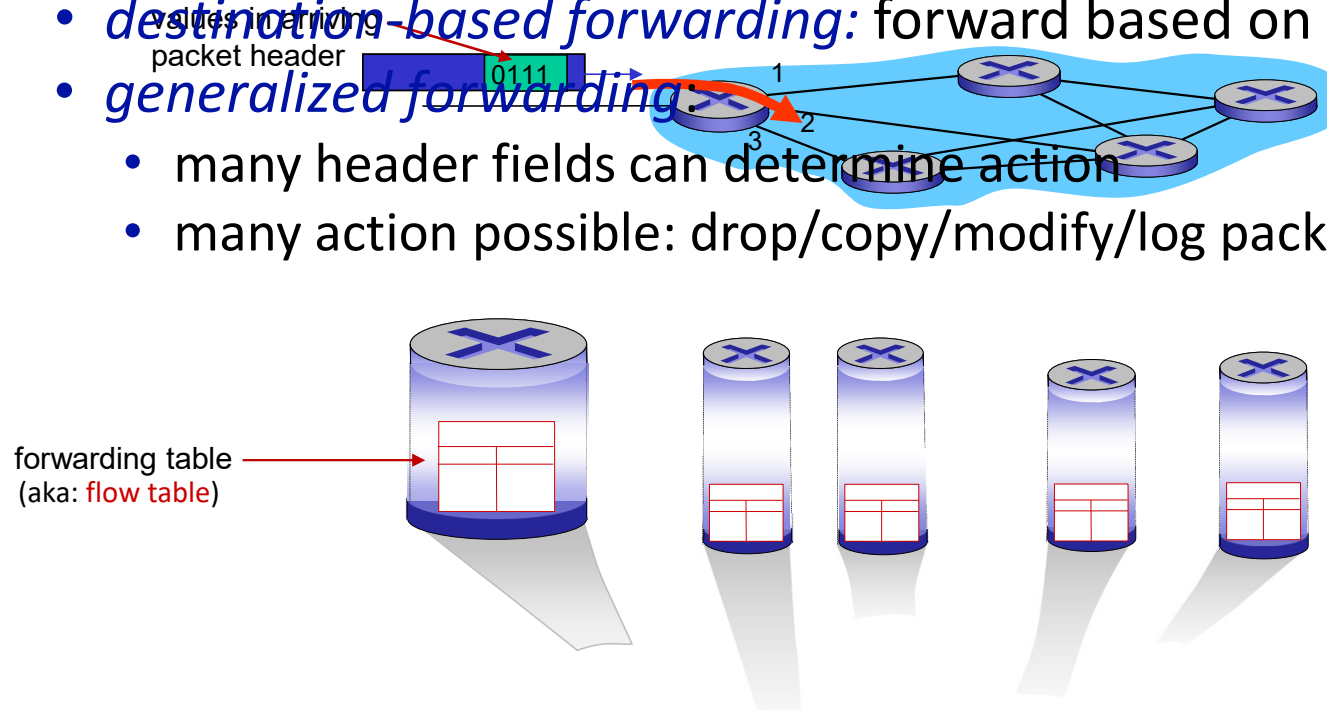 • destination-based forwarding: forward based on
values in arriving
packet header
0111
• generalized forwarding:
1
2
3
• many header fields can determine action
• many action possible: drop/copy/modify/log pack
forwarding table
(aka: flow table)